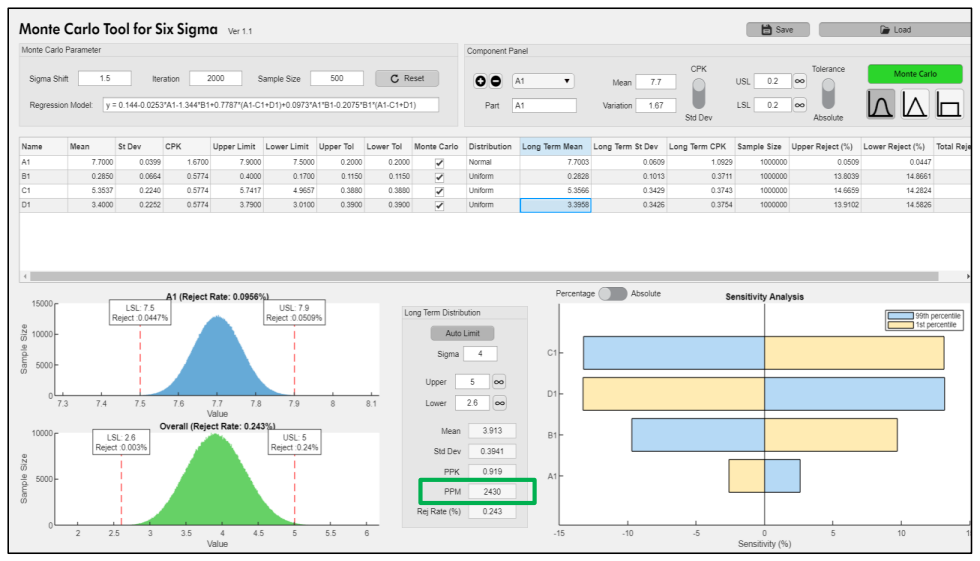 Monte Carlo Tool for Six Sigma Ver 1.1
Save
Load
Monte Carlo Parameter
Sigma Shift 1.5 Iteration 2000 Sample Size 500 Reset
Regression Model: y = 0.144-0.0253*A1-1.344*B1+0.7787*(A1-C1+D1)+0.0973*A1*B1-0.2075*B1*(A1-C1+D1)
Component Panel
A1
Part A1
Mean 7.7
Variation 1.67
CPK
Std Dev
USL 0.2 ∞
LSL 0.2 ∞
Tolerance
Absolute
Monte Carlo
Name Mean St Dev CPK Upper Limit Lower Limit Upper Tol Lower Tol Monte Carlo Distribution Long Term Mean Long Term St Dev Long Term CPK Sample Size Upper Reject (%) Lower Reject (%) Total Reje
A1 7.7000 0.0399 1.6700 7.9000 7.5000 0.2000 0.2000 Normal 7.7003 0.0609 1.0929 1000000 0.0509 0.0447
B1 0.2850 0.0664 0.5774 0.4000 0.1700 0.1150 0.1150 Uniform 0.2828 0.1013 0.3711 1000000 13.8039 14.8661
C1 5.3537 0.2240 0.5774 5.7417 4.9657 0.3880 0.3880 Uniform 5.3566 0.3429 0.3743 1000000 14.6659 14.2824
D1 3.4000 0.2252 0.5774 3.7900 3.0100 0.3900 0.3900 Uniform 3.3958 0.3426 0.3754 1000000 13.9102 14.5826
A1 (Reject Rate: 0.0956%)
LSL: 7.5
Reject :0.0447%
USL: 7.9
Reject :0.0509%
15000
10000
5000
0
Sample Size
7.3 7.4 7.5 7.6 7.7 7.8 7.9 8 8.1
Value
Overall (Reject Rate: 0.243%)
LSL: 2.6
Reject :0.003%
USL: 5
Reject :0.24%
10000
5000
0
Sample Size
2 2.5 3 3.5 4 4.5 5 5.5 6
Value
Long Term Distribution
Auto Limit
Sigma 4
Upper 5 ∞
Lower 2.6 ∞
Mean 3.913
Std Dev 0.3941
PPK 0.919
PPM 2430
Rej Rate (%) 0.243
Percentage Absolute
Sensitivity Analysis
99th percentile
1st percentile
C1
D1
B1
A1
-15 -10 -5 0 5 10 1
Sensitivity (%)